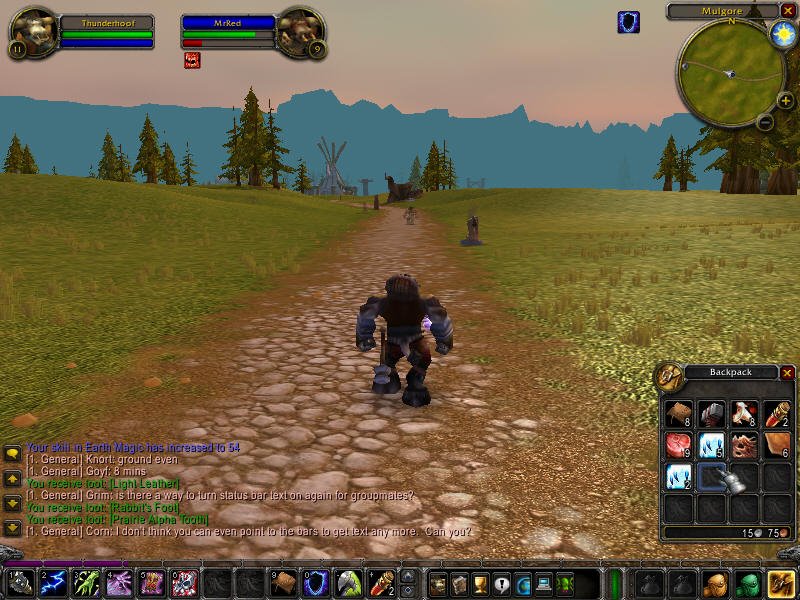 Thunderhoof
MrRed
Mulgore
N
11
9
Backpack
8
8
2
9
5
6
2
15 75
Your skill in Earth Magic has increased to 54
[1. General] Knort: ground even
[1. General] Goyl: 8 mins
You receive loot: [Light Leather]
[1. General] Grim: is there a way to turn status bar text on again for groupmates?
You receive loot: [Rabbit's Foot]
You receive loot: [Prairie Alpha Tooth]
[1. General] Corn: I don't think you can even point to the bars to get text any more. Can you?